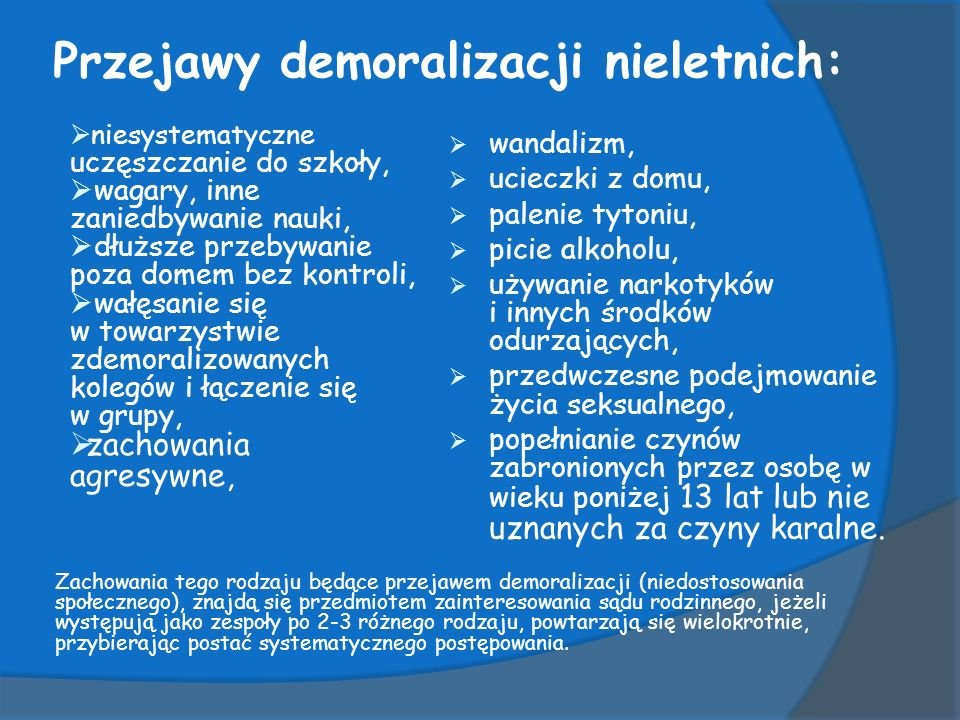 Przejawy demoralizacji nieletnich:
➢ niesystematyczne
uczęszczanie do szkoły,
➢ wagary, inne
zaniedbywanie nauki,
➢ dłuższe przebywanie
poza domem bez kontroli,
➢ wałęsanie się
w towarzystwie
zdemoralizowanych
kolegów i łączenie się
w grupy,
➢ zachowania
agresywne,
➢ wandalizm,
➢ ucieczki z domu,
➢ palenie tytoniu,
➢ picie alkoholu,
➢ używanie narkotyków
i innych środków
odurzających,
➢ przedwczesne podejmowanie
życia seksualnego,
➢ popełnianie czynów
zabronionych przez osobę w
wieku poniżej 13 lat lub nie
uznanych za czyny karalne.
Zachowania tego rodzaju będące przejawem demoralizacji (niedostosowania
społecznego), znajdą się przedmiotem zainteresowania sądu rodzinnego, jeżeli
występują jako zespoły po 2-3 różnego rodzaju, powtarzają się wielokrotnie,
przybierając postać systematycznego postępowania.